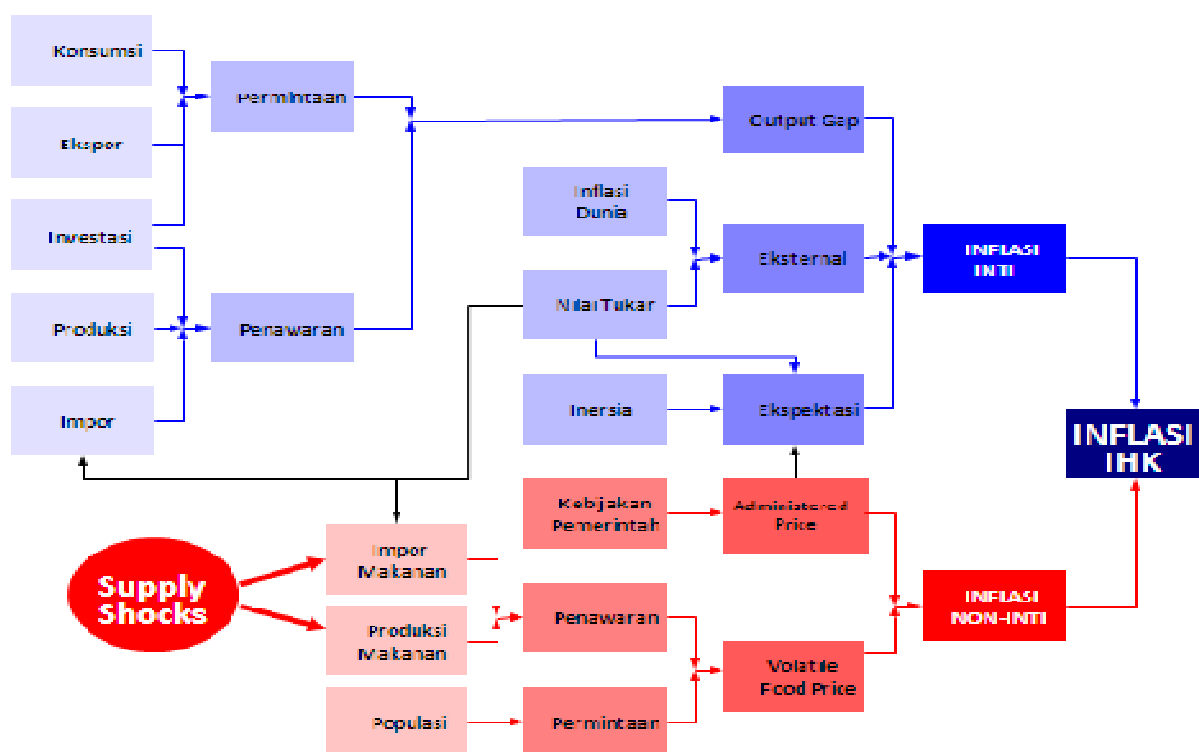 Konsumsi
Permintaan
Ekspor
Output Gap
Inflasi
Dunia
Investasi
Eksternal
INFLASI
INTI
Produksi
Penawaran
Nilai Tukar
Impor
Inersia
Ekspektasi
INFLASI
IHK
Kebijakan
Pemerintah
Administered
Price
Supply
Shocks
Impor
Makanan
Produksi
Makanan
Penawaran
INFLASI
NON-INTI
Volatile
Food Price
Populasi
Permintaan